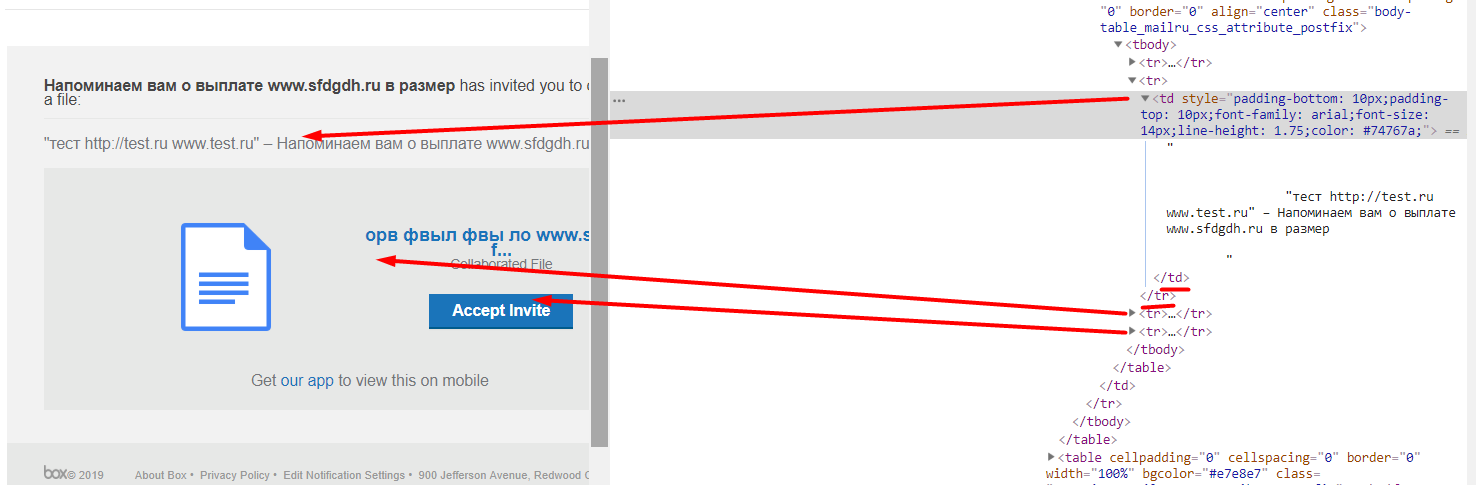 Напоминаем вам о выплате www.sfdgdh.ru в размер has invited you to
a file:
"тест http://test.ru www.test.ru" – Напоминаем вам о выплате www.sfdgdh.ru
орв фвыл фвы ло www.s
f...
Collaborated File
Accept Invite
Get our app to view this on mobile
box © 2019 About Box • Privacy Policy • Edit Notification Settings • 900 Jefferson Avenue, Redwood
"0" border="0" align="center" class="body-
table_mailru_css_attribute_postfix">
▼<tbody>
▶<tr>…</tr>
▼<tr>
… ▼<td style="padding-bottom: 10px;padding-
top: 10px;font-family: arial;font-size:
14px;line-height: 1.75;color: #74767a;"> ==
"
"тест http://test.ru
www.test.ru" – Напоминаем вам о выплате
www.sfdgdh.ru в размер
"
</td>
</tr>
▶<tr>…</tr>
▶<tr>…</tr>
</tbody>
</table>
</td>
</tr>
</tbody>
</table>
▶<table cellpadding="0" cellspacing="0" border="0"
width="100%" bgcolor="#e7e8e7" class=